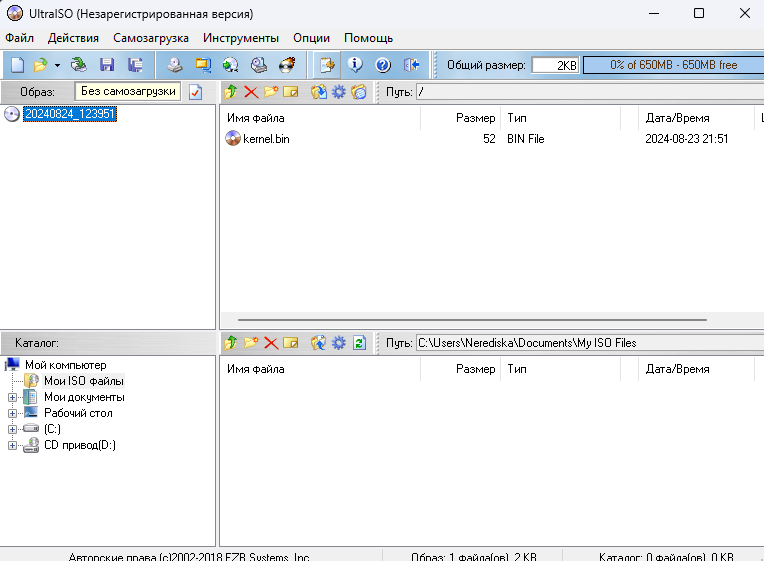 UltraISO (Незарегистрированная версия)
Файл Действия Самозагрузка Инструменты Опции Помощь
Общий размер: 2KB 0% of 650MB - 650MB free
Образ: Без самозагрузки Путь: /
20240824_123951
Имя файла Размер Тип Дата/Время
kernel.bin 52 BIN File 2024-08-23 21:51
Каталог: Путь: C:\Users\Nerediska\Documents\My ISO Files
Мой компьютер
Мои ISO файлы
Мои документы
Рабочий стол
(C:)
CD привод(D:)
Имя файла Размер Тип Дата/Время
Авторские права (c)2002-2018 EZB Systems, Inc. Образ: 1 файла(ов), 2 KB Каталог: 0 файла(ов), 0 KB